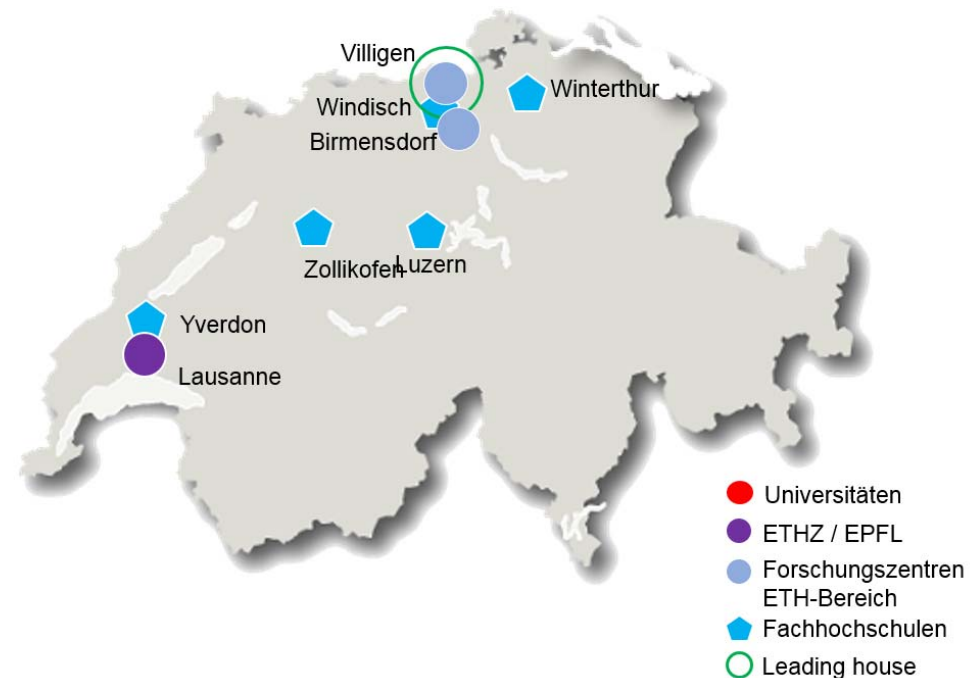 Villigen
Winterthur
Windisch
Birmensdorf
Zollikofen
Luzern
Yverdon
Lausanne
Universitäten
ETHZ / EPFL
Forschungszentren
ETH-Bereich
Fachhochschulen
Leading house